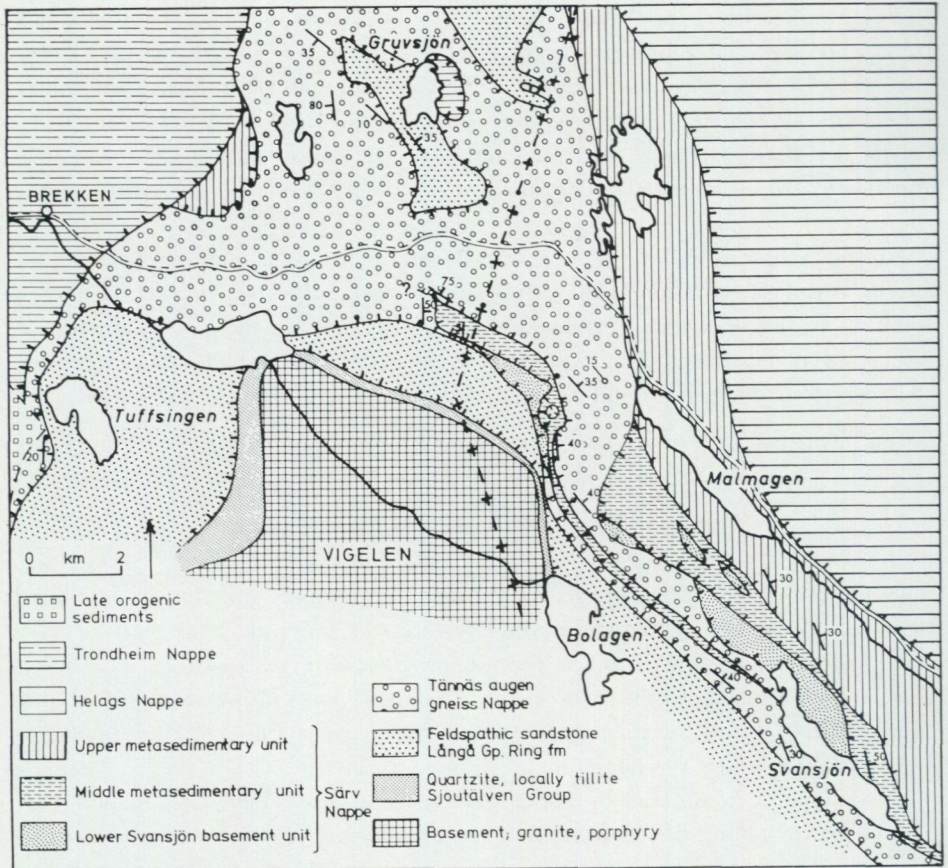 Gruvsjön
35
80
10
35
BREKKEN
?
75
50
15
35
Tuffsingen
20
40
40
Malmagen
0 km 2
VIGELEN
30
30
Bolagen
40
30
50
Svansjön
Late orogenic
sediments
Trondheim Nappe
Helags Nappe
Upper metasedimentary unit
Middle metasedimentary unit
Lower Svansjön basement unit
Särv
Nappe
Tännäs augen
gneiss Nappe
Feldspathic sandstone
Långå Gp. Ring fm
Quartzite, locally tillite
Sjoutälven Group
Basement; granite, porphyry